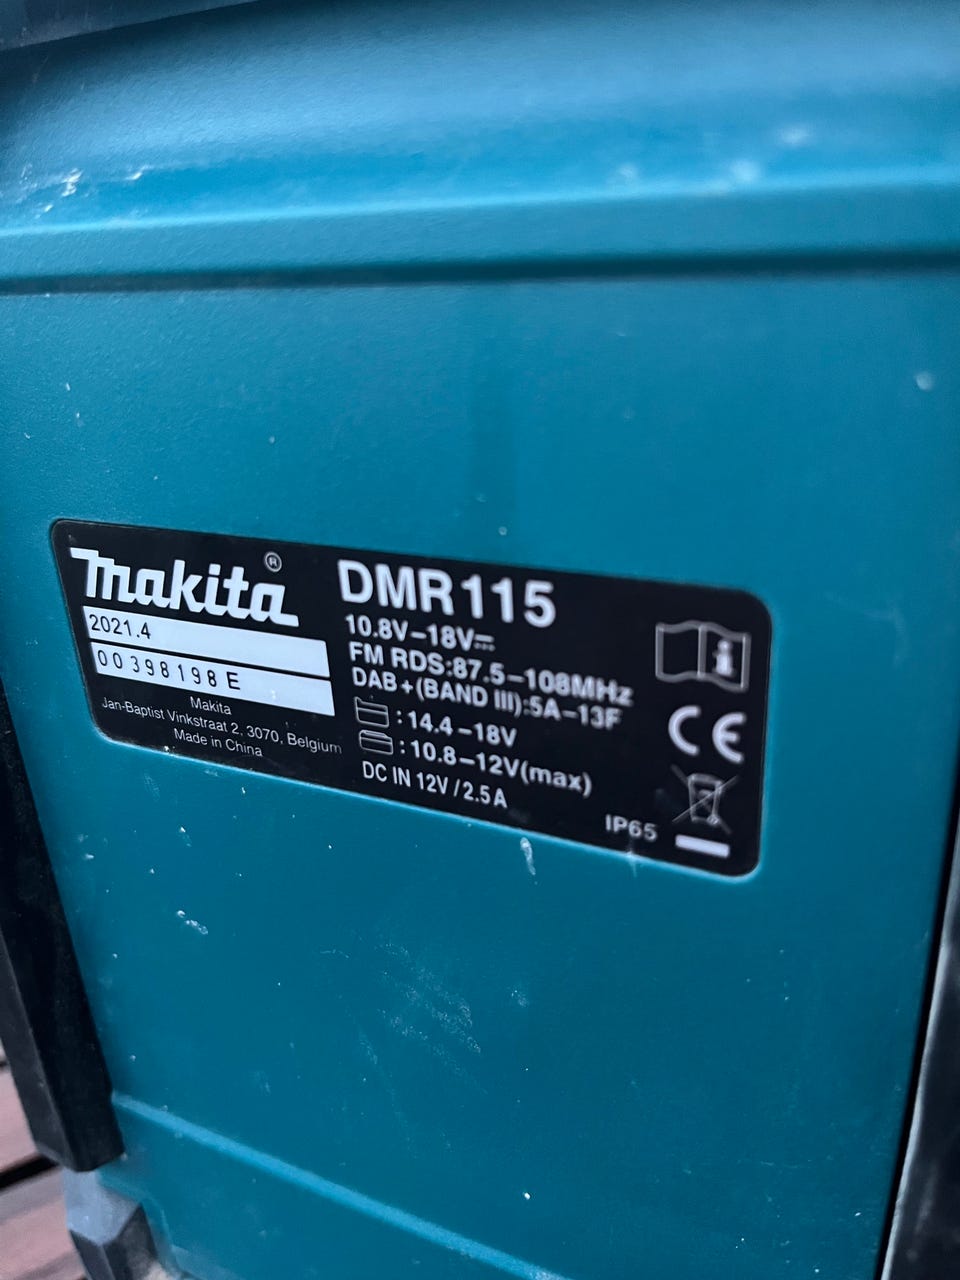 Makita®
2021.4
00398198E
Makita
Jan-Baptist Vinkstraat 2, 3070, Belgium
Made in China
DMR115
10.8V-18V⎓
FM RDS:87.5-108MHz
DAB+(BAND III):5A-13F
:14.4-18V
:10.8-12V(max)
DC IN 12V/2.5A
i
CE
IP65